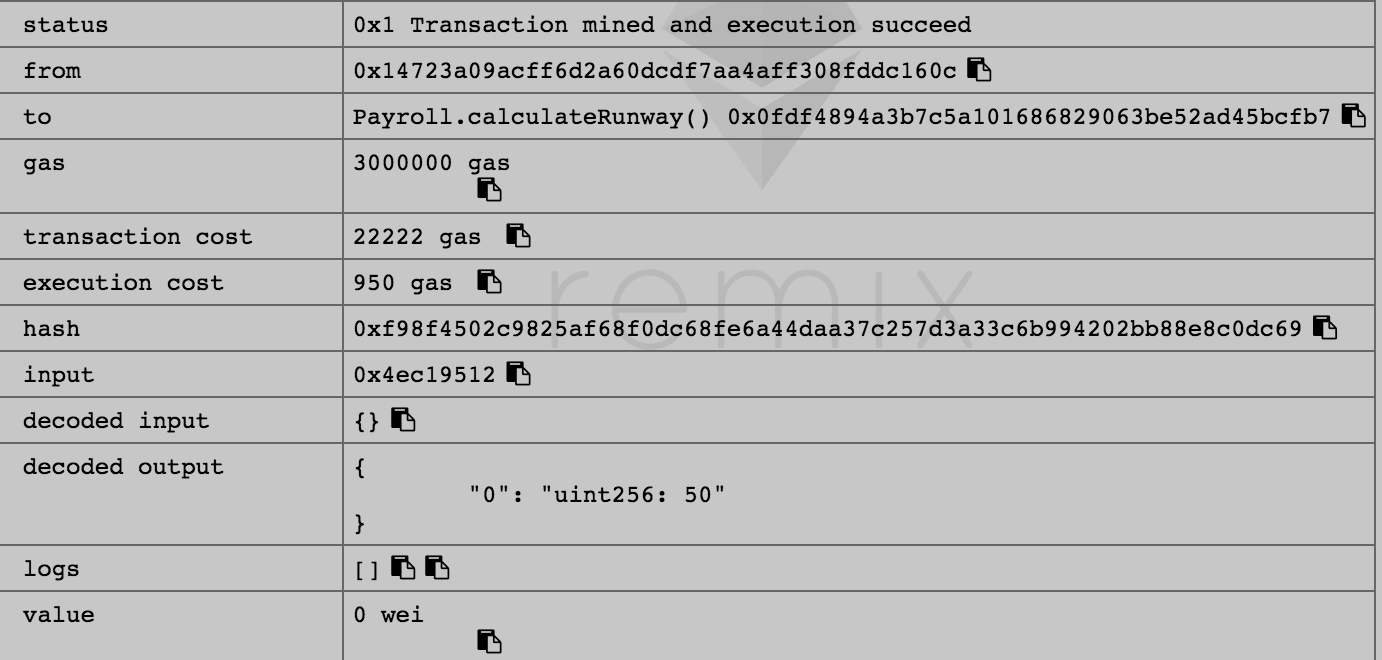 status 0x1 Transaction mined and execution succeed
from 0x14723a09acff6d2a60dcdf7aa4aff308fddc160c
to Payroll.calculateRunway() 0x0fdf4894a3b7c5a101686829063be52ad45bcfb7
gas 3000000 gas
transaction cost 22222 gas
execution cost 950 gas
remix
hash 0xf98f4502c9825af68f0dc68fe6a44daa37c257d3a33c6b994202bb88e8c0dc69
input 0x4ec19512
decoded input {}
decoded output {
"0": "uint256: 50"
}
logs []
value 0 wei